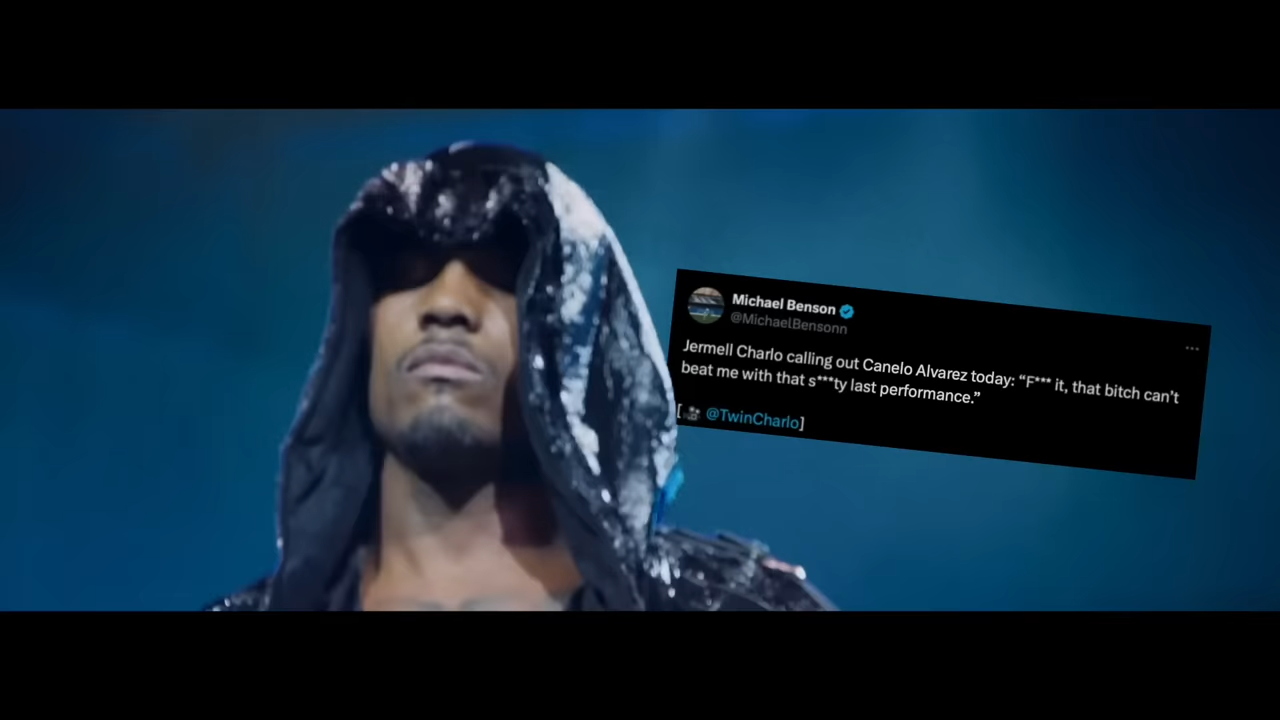 Michael Benson
@MichaelBensonn
Jermell Charlo calling out Canelo Alvarez today: “F*** it, that bitch can’t
beat me with that s***ty last performance.”
[📹 @TwinCharlo]